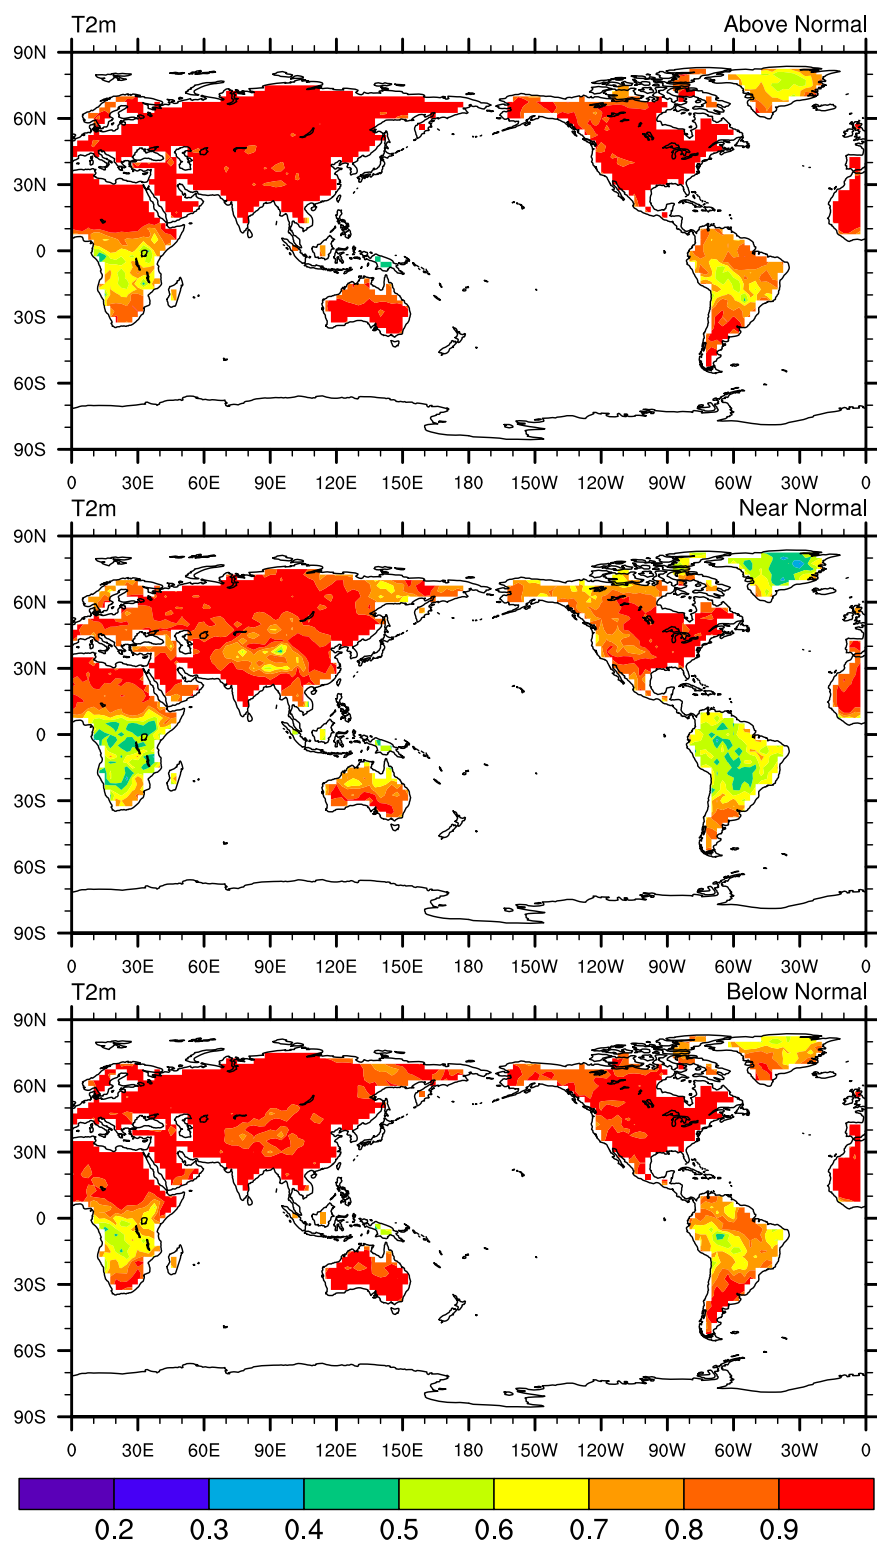 T2m Above Normal
90N
60N
30N
0
30S
60S
90S
0 30E 60E 90E 120E 150E 180 150W 120W 90W 60W 30W 0
T2m Near Normal
90N
60N
30N
0
30S
60S
90S
0 30E 60E 90E 120E 150E 180 150W 120W 90W 60W 30W 0
T2m Below Normal
90N
60N
30N
0
30S
60S
90S
0 30E 60E 90E 120E 150E 180 150W 120W 90W 60W 30W 0
0.2 0.3 0.4 0.5 0.6 0.7 0.8 0.9